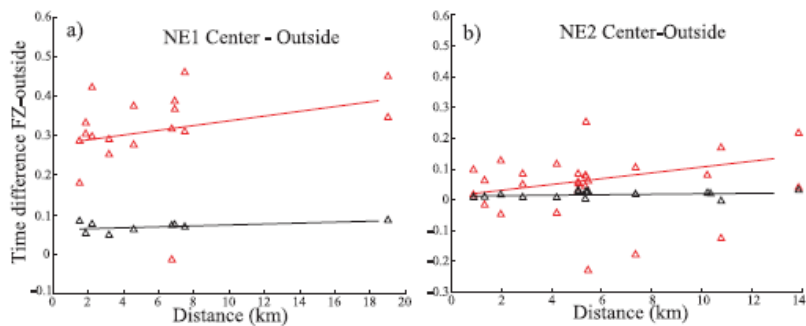 a)
NE1 Center - Outside
Time difference FZ-outside
0.6
0.5
0.4
0.3
0.2
0.1
0
0.1
0 2 4 6 8 10 12 14 16 18 20
Distance (km)
b)
NE2 Center-Outside
0.6
0.5
0.4
0.3
0.2
0.1
0
-0.1
-0.2
-0.3
0 2 4 6 8 10 12 14
Distance (km)